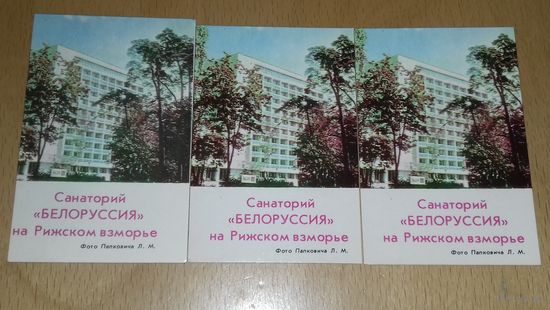 Санаторий
«БЕЛОРУССИЯ»
на Рижском взморье
Фото Папковича Л. М.
Санаторий
«БЕЛОРУССИЯ»
на Рижском взморье
Фото Папковича Л. М.
Санаторий
«БЕЛОРУССИЯ»
на Рижском взморье
Фото Папковича Л. М.